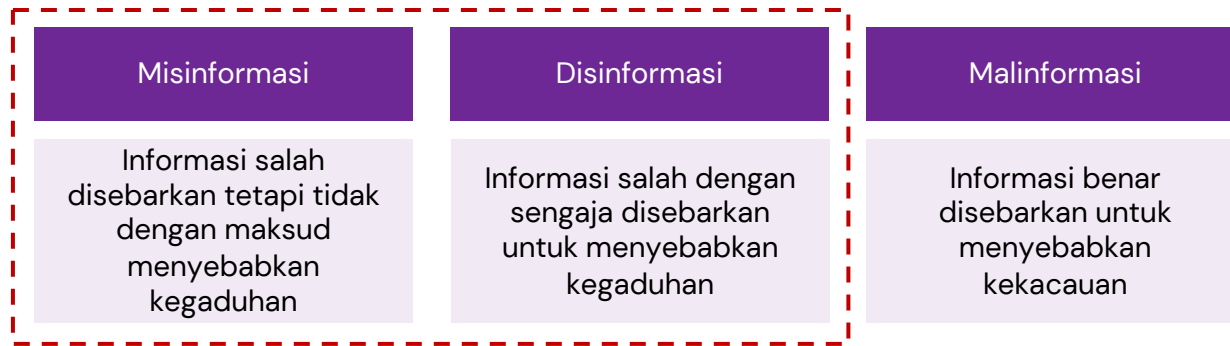 Misinformasi
Informasi salah
disebarkan tetapi tidak
dengan maksud
menyebabkan
kegaduhan
Disinformasi
Informasi salah dengan
sengaja disebarkan
untuk menyebabkan
kegaduhan
Malinformasi
Informasi benar
disebarkan untuk
menyebabkan
kekacauan